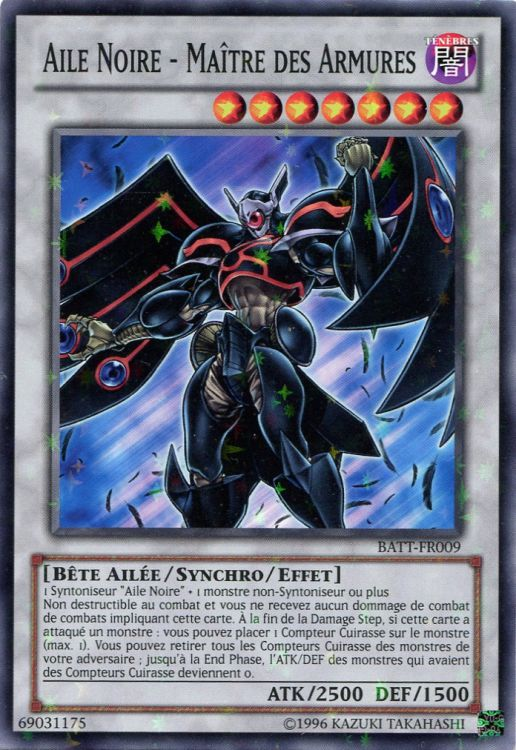 AILE NOIRE - MAÎTRE DES ARMURES
TÉNÈBRES
闇
BATT-FR009
[BÊTE AILÉE/SYNCHRO/EFFET]
1 Syntoniseur "Aile Noire" + 1 monstre non-Syntoniseur ou plus
Non destructible au combat et vous ne recevez aucun dommage de combat
de combats impliquant cette carte. À la fin de la Damage Step, si cette carte a
attaqué un monstre : vous pouvez placer 1 Compteur Cuirasse sur le monstre
(max. 1). Vous pouvez retirer tous les Compteurs Cuirasse des monstres de
votre adversaire ; jusqu'à la End Phase, l'ATK/DEF des monstres qui avaient
des Compteurs Cuirasse deviennent 0.
ATK/2500 DEF/1500
69031175
©1996 KAZUKI TAKAHASHI